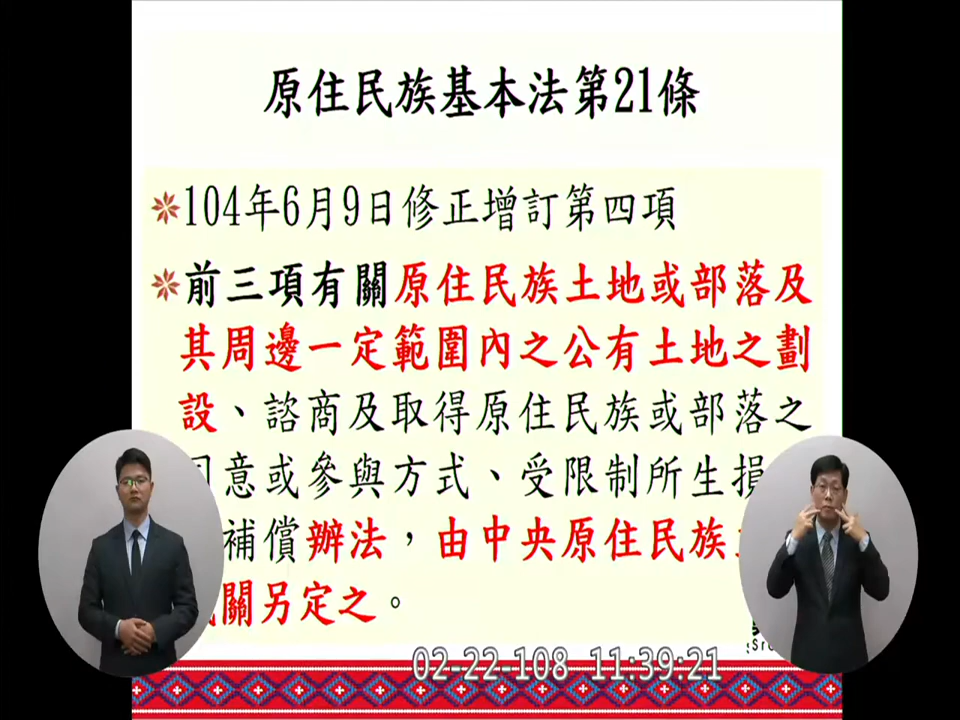 原住民族基本法第21條
104年6月9日修正增訂第四項
前三項有關原住民族土地或部落及
其周邊一定範圍內之公有土地之劃
設、諮商及取得原住民族或部落之
意或參與方式、受限制所生損
補償辦法,由中央原住民族
關另定之。
02-22-108 11:39:21